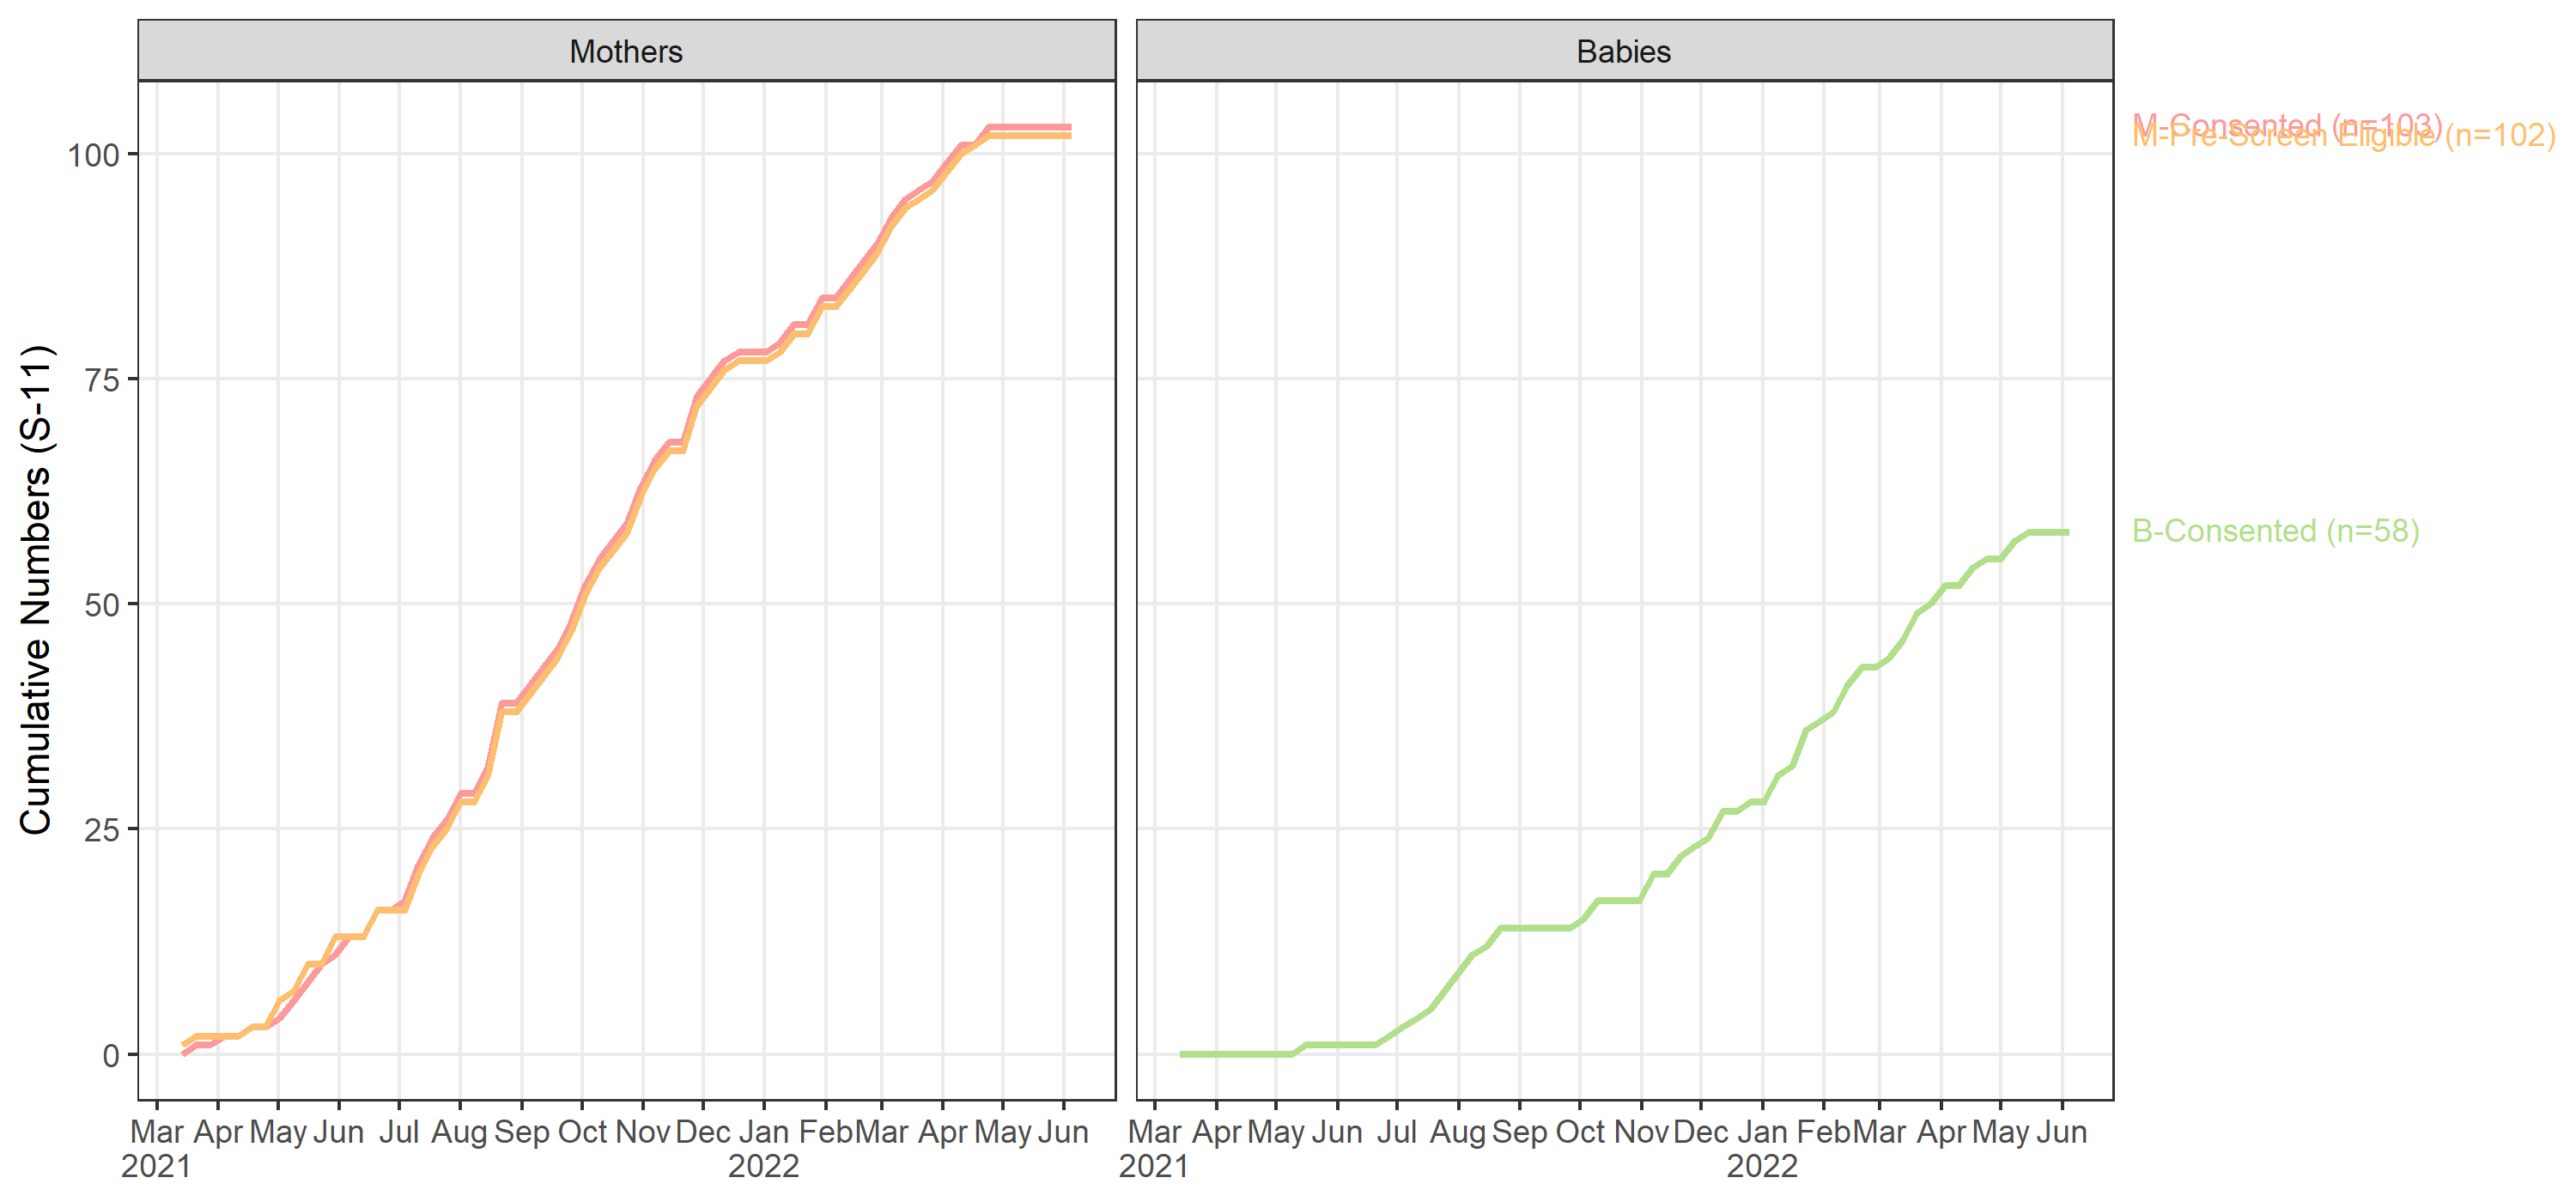 Mothers
Babies
Cumulative Numbers (S-11)
100
75
50
25
0
M-Consented (n=103)
M-Pre-Screen Eligible (n=102)
B-Consented (n=58)
Mar Apr May Jun Jul Aug Sep Oct Nov Dec Jan Feb Mar Apr May Jun
2021 2022
Mar Apr May Jun Jul Aug Sep Oct Nov Dec Jan Feb Mar Apr May Jun
2021 2022